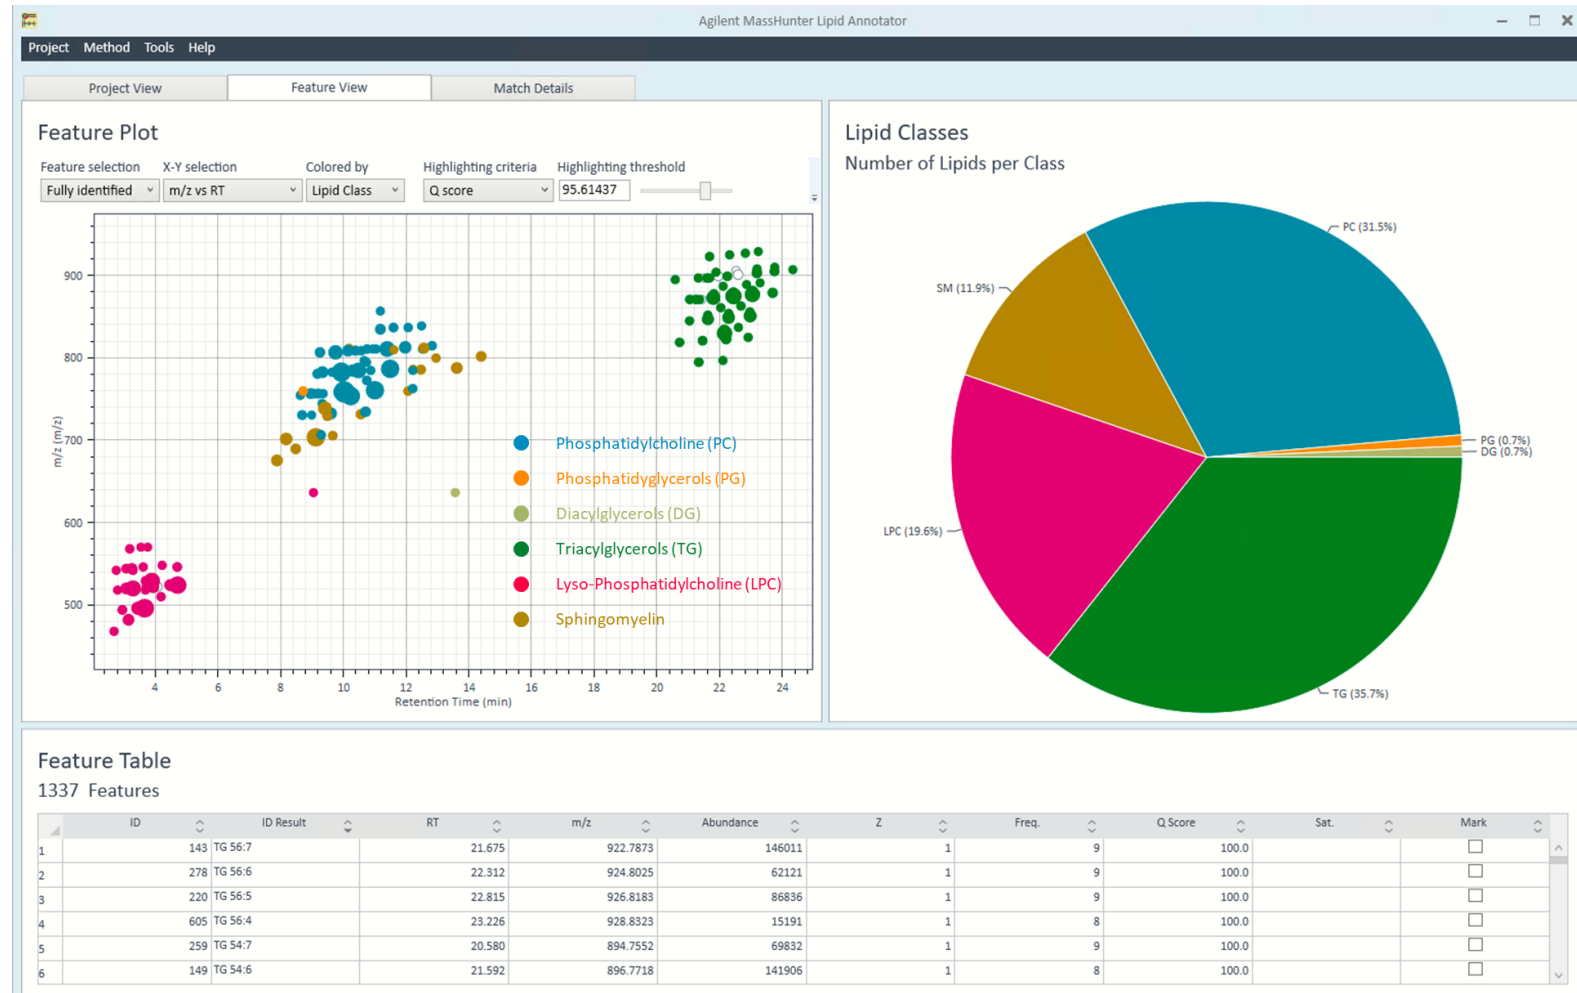 Agilent MassHunter Lipid Annotator
Project Method Tools Help
Project View Feature View Match Details
Feature Plot
Feature selection X-Y selection Colored by Highlighting criteria Highlighting threshold
Fully identified m/z vs RT Lipid Class Q score 95.61437
900
800
700
600
500
m/z (m/z)
Phosphatidylcholine (PC)
Phosphatidyglycerols (PG)
Diacylglycerols (DG)
Triacylglycerols (TG)
Lyso-Phosphatidylcholine (LPC)
Sphingomyelin
4 6 8 10 12 14 16 18 20 22 24
Retention Time (min)
Lipid Classes
Number of Lipids per Class
PC (31.5%)
SM (11.9%)
PG (0.7%)
DG (0.7%)
LPC (19.6%)
TG (35.7%)
Feature Table
1337 Features
ID ID Result RT m/z Abundance Z Freq. Q Score Sat. Mark
1 143 TG 56:7 21.675 922.7873 146011 1 9 100.0
2 278 TG 56:6 22.312 924.8025 62121 1 9 100.0
3 220 TG 56:5 22.815 926.8183 86836 1 9 100.0
4 605 TG 56:4 23.226 928.8323 15191 1 8 100.0
5 259 TG 54:7 20.580 894.7552 69832 1 9 100.0
6 149 TG 54:6 21.592 896.7718 141906 1 8 100.0